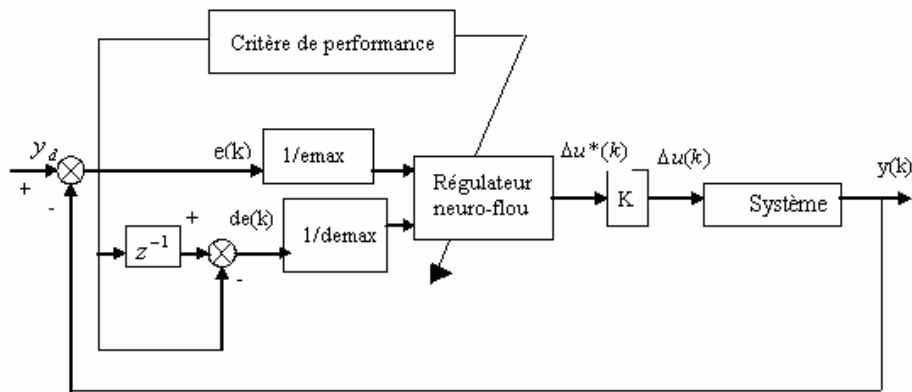 Critère de performance
y_d
+
-
e(k)
1/emax
Régulateur
neuro-flou
Δu*(k)
K
Δu(k)
Système
y(k)
z⁻¹
+
-
de(k)
1/demax